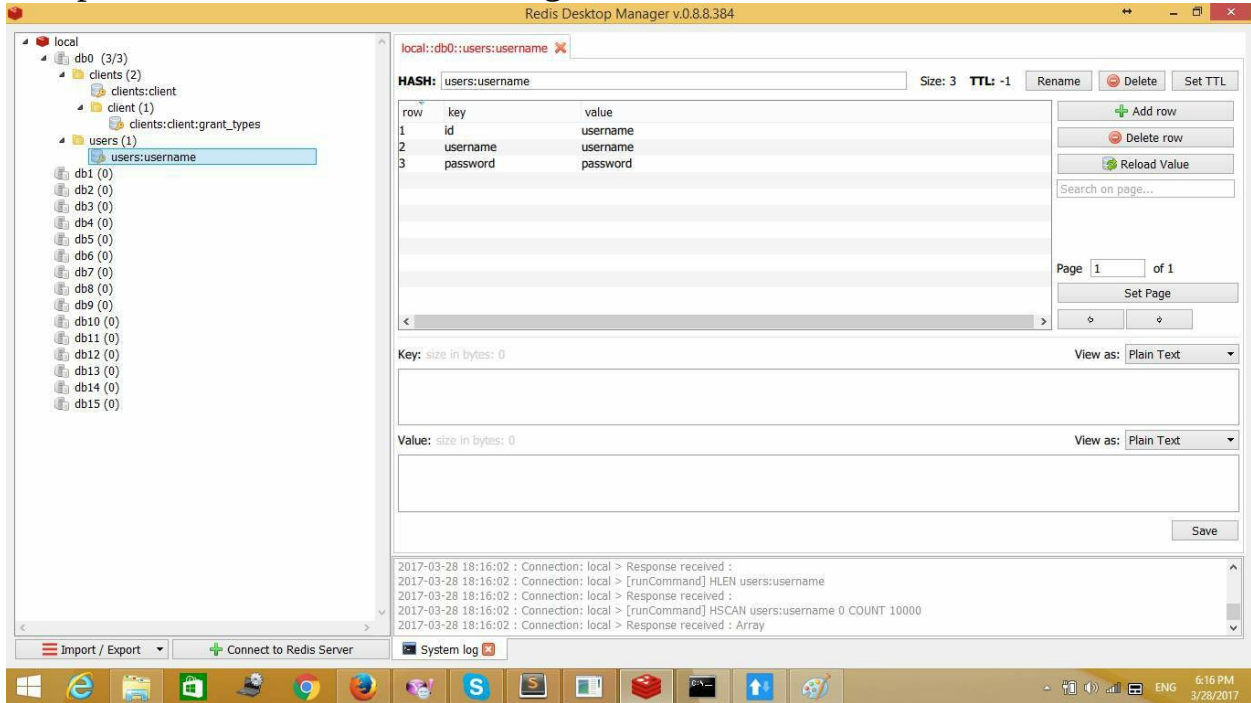 Redis Desktop Manager v.0.8.8.384
local
db0 (3/3)
clients (2)
clients:client
client (1)
clients:client:grant_types
users (1)
users:username
db1 (0)
db2 (0)
db3 (0)
db4 (0)
db5 (0)
db6 (0)
db7 (0)
db8 (0)
db9 (0)
db10 (0)
db11 (0)
db12 (0)
db13 (0)
db14 (0)
db15 (0)
Import / Export
Connect to Redis Server
local::db0::users:username
HASH: users:username Size: 3 TTL: -1 Rename Delete Set TTL
row key value
1 id username
2 username username
3 password password
Add row
Delete row
Reload Value
Search on page...
Page 1 of 1
Set Page
Key: size in bytes: 0 View as: Plain Text
Value: size in bytes: 0 View as: Plain Text
Save
2017-03-28 18:16:02 : Connection: local > Response received :
2017-03-28 18:16:02 : Connection: local > [runCommand] HLEN users:username
2017-03-28 18:16:02 : Connection: local > Response received :
2017-03-28 18:16:02 : Connection: local > [runCommand] HSCAN users:username 0 COUNT 10000
2017-03-28 18:16:02 : Connection: local > Response received : Array
System log
ENG
6:16 PM
3/28/2017